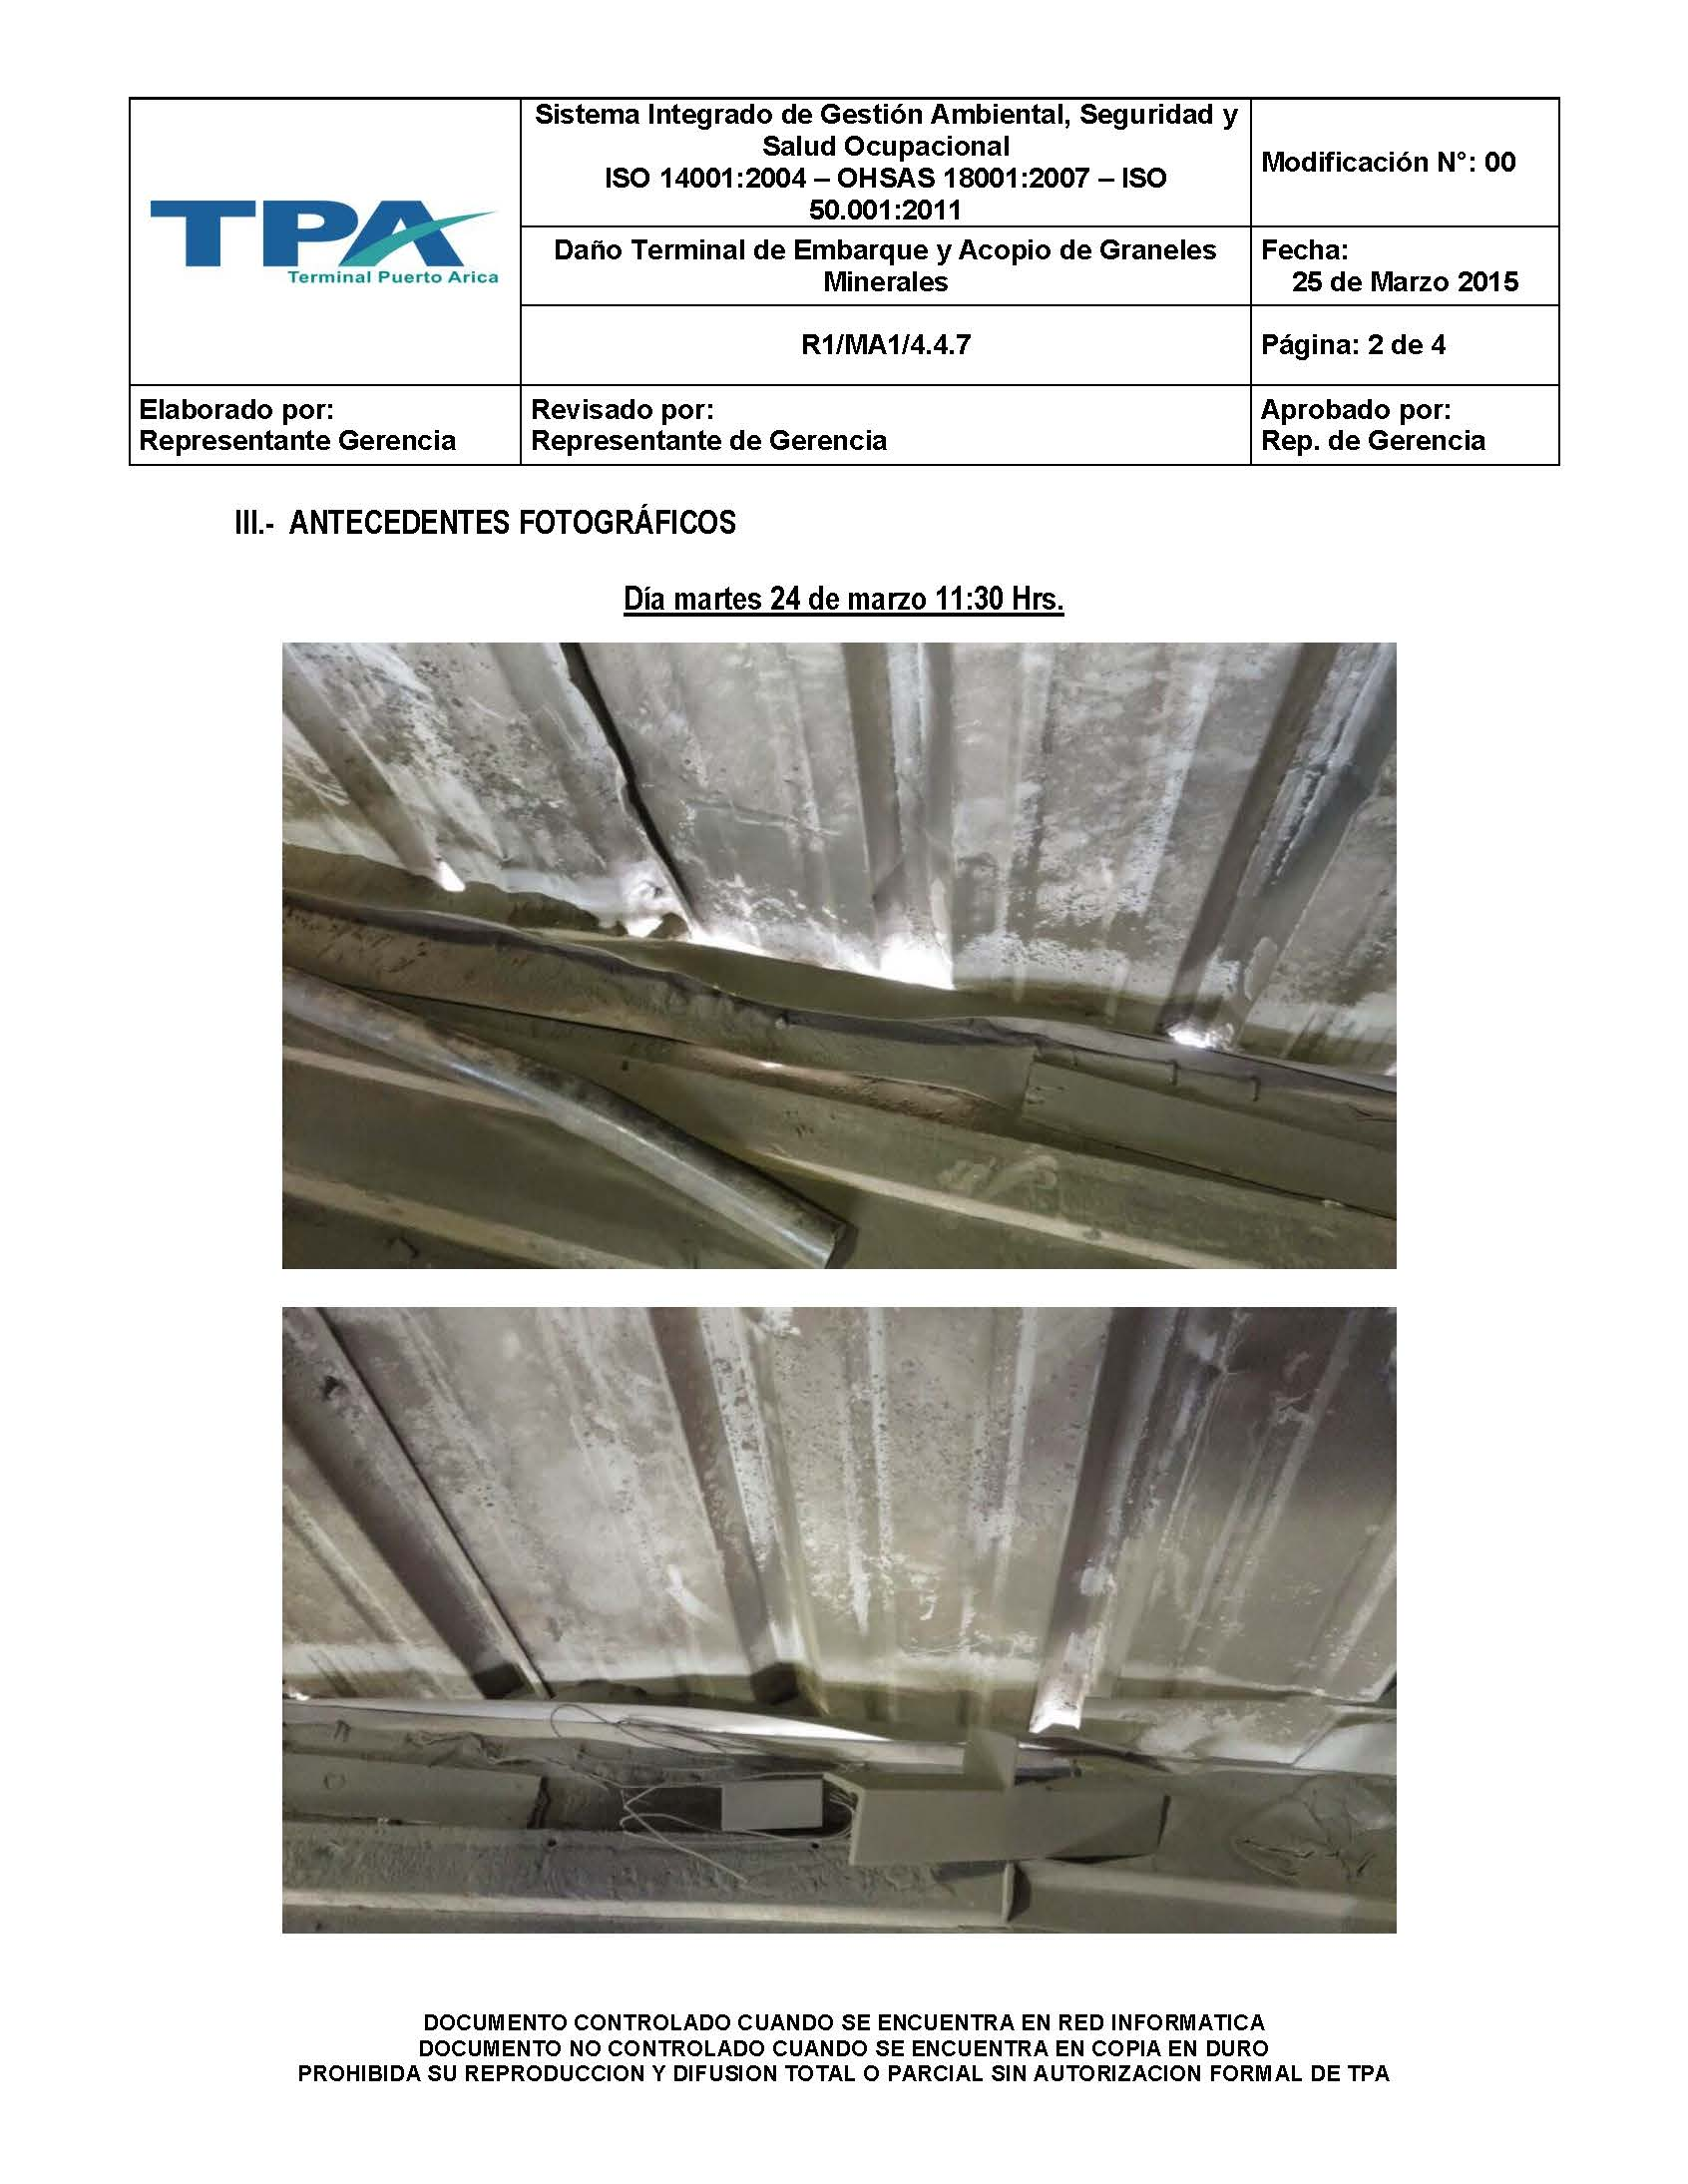 TPA
Terminal Puerto Arica
Sistema Integrado de Gestión Ambiental, Seguridad y
Salud Ocupacional
ISO 14001:2004 – OHSAS 18001:2007 – ISO
50.001:2011
Modificación N°: 00
Daño Terminal de Embarque y Acopio de Graneles
Minerales
Fecha:
25 de Marzo 2015
R1/MA1/4.4.7
Página: 2 de 4
Elaborado por:
Representante Gerencia
Revisado por:
Representante de Gerencia
Aprobado por:
Rep. de Gerencia
III.- ANTECEDENTES FOTOGRÁFICOS
Día martes 24 de marzo 11:30 Hrs.
DOCUMENTO CONTROLADO CUANDO SE ENCUENTRA EN RED INFORMATICA
DOCUMENTO NO CONTROLADO CUANDO SE ENCUENTRA EN COPIA EN DURO
PROHIBIDA SU REPRODUCCION Y DIFUSION TOTAL O PARCIAL SIN AUTORIZACION FORMAL DE TPA